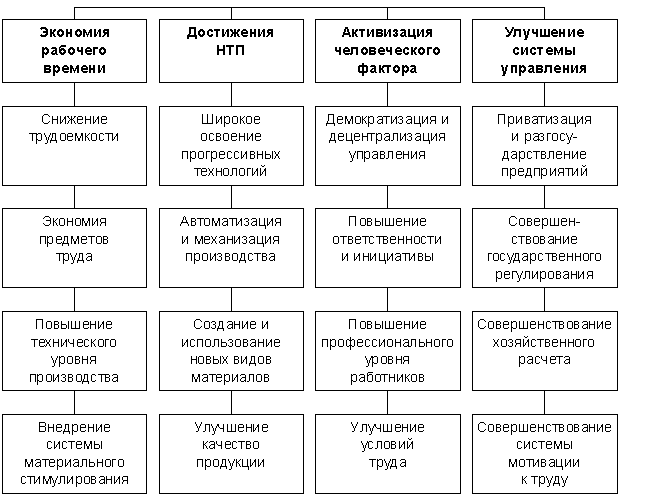 Экономия
рабочего
времени
Снижение
трудоемкости
Экономия
предметов
труда
Повышение
технического
уровня
производства
Внедрение
системы
материального
стимулирования
Достижения
НТП
Широкое
освоение
прогрессивных
технологий
Автоматизация
и механизация
производства
Создание и
использование
новых видов
материалов
Улучшение
качество
продукции
Активизация
человеческого
фактора
Демократизация и
децентрализация
управления
Повышение
ответственности
и инициативы
Повышение
профессионального
уровня
работников
Улучшение
условий
труда
Улучшение
системы
управления
Приватизация
и разгосу-
дарствление
предприятий
Совершен-
ствование
государственного
регулирования
Совершенствование
хозяйственного
расчета
Совершенствование
системы
мотивации
к труду